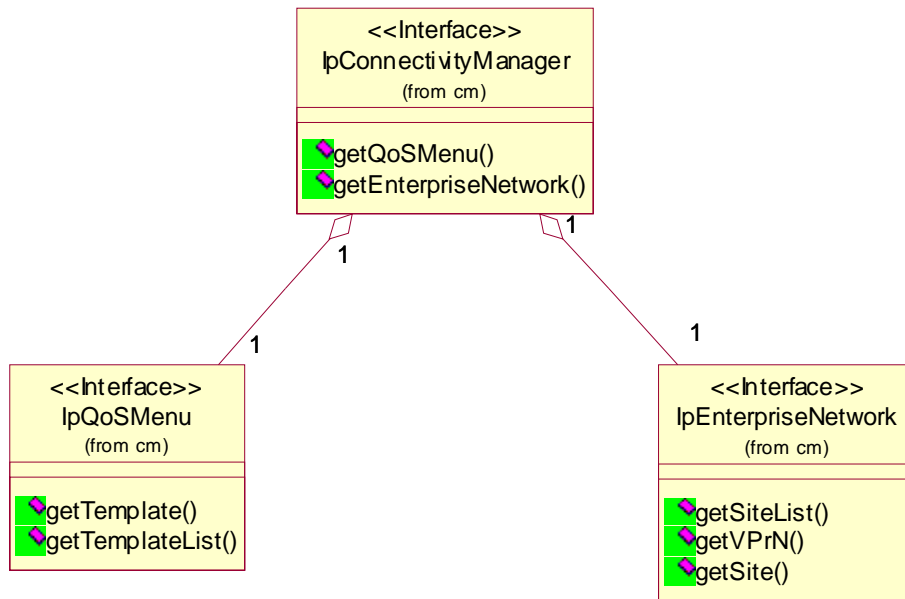 <<Interface>>
IpConnectivityManager
(from cm)
getQoSMenu()
getEnterpriseNetwork()
1
1
1
1
<<Interface>>
IpQoSMenu
(from cm)
getTemplate()
getTemplateList()
<<Interface>>
IpEnterpriseNetwork
(from cm)
getSiteList()
getVPrN()
getSite()